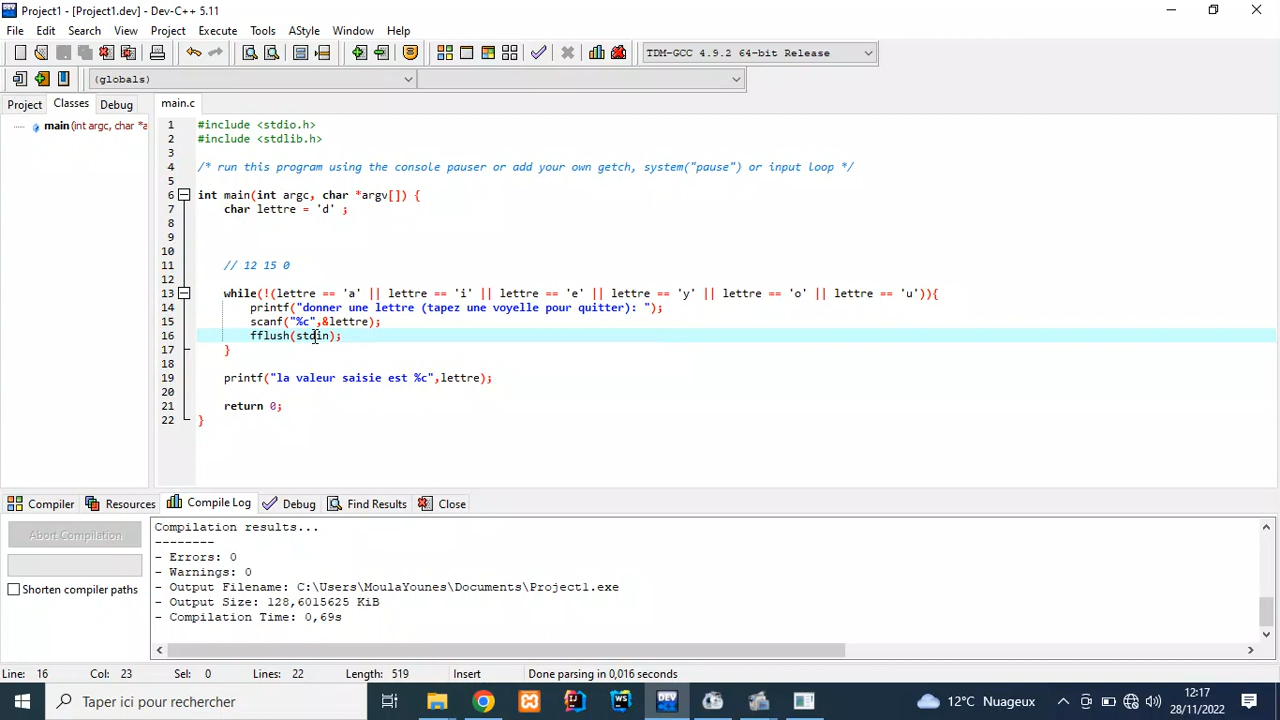 Project1 - [Project1.dev] - Dev-C++ 5.11
File Edit Search View Project Execute Tools AStyle Window Help
TDM-GCC 4.9.2 64-bit Release
(globals)
Project Classes Debug main.c
main (int argc, char *a
1 #include <stdio.h>
2 #include <stdlib.h>
3
4 /* run this program using the console pauser or add your own getch, system("pause") or input loop */
5
6 int main(int argc, char *argv[]) {
7 char lettre = 'd' ;
8
9
10
11 // 12 15 0
12
13 while(!(lettre == 'a' || lettre == 'i' || lettre == 'e' || lettre == 'y' || lettre == 'o' || lettre == 'u')){
14 printf("donner une lettre (tapez une voyelle pour quitter): ");
15 scanf("%c",&lettre);
16 fflush(stdin);
17 }
18
19 printf("la valeur saisie est %c",lettre);
20
21 return 0;
22 }
Compiler Resources Compile Log Debug Find Results Close
Abort Compilation
Shorten compiler paths
Compilation results...
--------
- Errors: 0
- Warnings: 0
- Output Filename: C:\Users\MoulaYounes\Documents\Project1.exe
- Output Size: 128,6015625 KiB
- Compilation Time: 0,69s
Line: 16 Col: 23 Sel: 0 Lines: 22 Length: 519 Insert Done parsing in 0,016 seconds
Taper ici pour rechercher
DEV
12°C Nuageux
12:17
28/11/2022